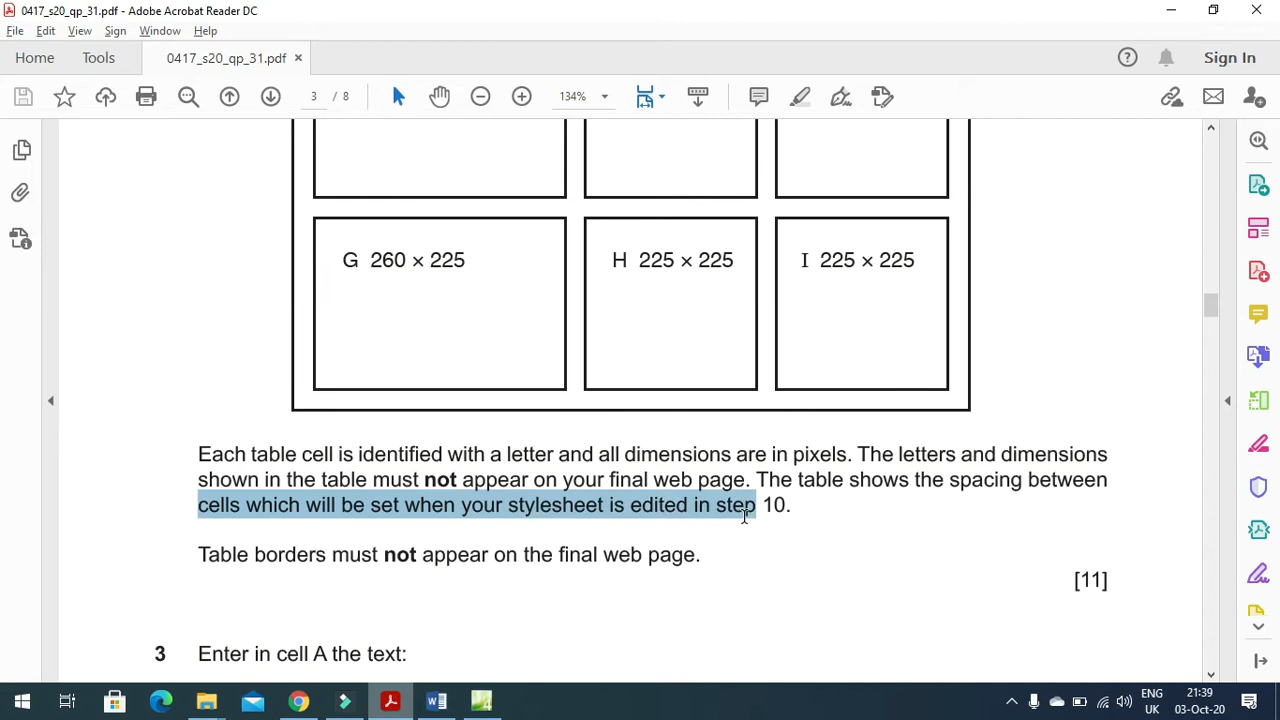 0417_s20_qp_31.pdf - Adobe Acrobat Reader DC
File Edit View Sign Window Help
Home Tools 0417_s20_qp_31.pdf × Sign In
3 / 8 134%
G 260 × 225 H 225 × 225 I 225 × 225
Each table cell is identified with a letter and all dimensions are in pixels. The letters and dimensions
shown in the table must not appear on your final web page. The table shows the spacing between
cells which will be set when your stylesheet is edited in step 10.
Table borders must not appear on the final web page.
[11]
3 Enter in cell A the text:
ENG 21:39
UK 03-Oct-20